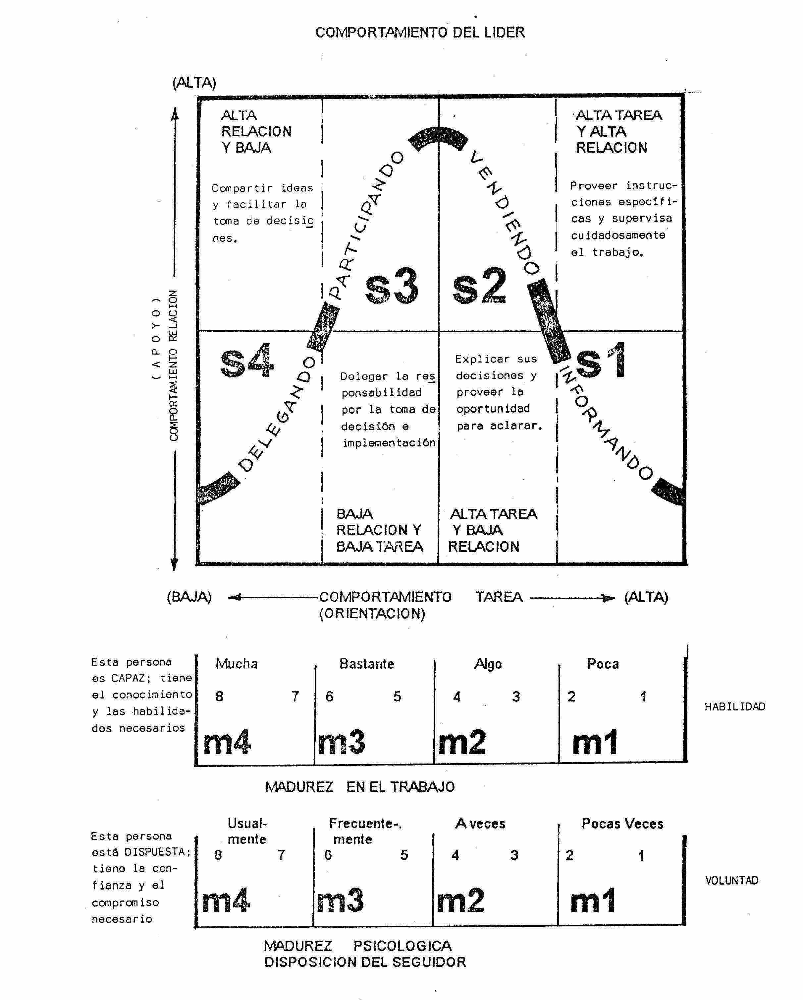 COMPORTAMIENTO DEL LIDER
(ALTA)
ALTA
RELACION
Y BAJA
Compartir ideas
y facilitar la
toma de decisio
nes.
PARTICIPANDO
s3
VENDIENDO
s2
ALTA TAREA
Y ALTA
RELACION
Proveer instruc-
ciones específi-
cas y supervisa
cuidadosamente
el trabajo.
(APOYO)
COMPORTAMIENTO RELACION
s4
DELEGANDO
Delegar la res
ponsabilidad
por la toma de
decisión e
implementación
BAJA
RELACION Y
BAJA TAREA
Explicar sus
decisiones y
proveer la
oportunidad
para aclarar.
ALTA TAREA
Y BAJA
RELACION
s1
INFORMANDO
(BAJA) COMPORTAMIENTO TAREA (ALTA)
(ORIENTACION)
Esta persona
es CAPAZ; tiene
el conocimiento
y las habilida-
des necesarios
Mucha Bastante Algo Poca
8 7 6 5 4 3 2 1
m4 m3 m2 m1
HABILIDAD
MADUREZ EN EL TRABAJO
Esta persona
está DISPUESTA;
tiene la con-
fianza y el
compromiso
necesario
Usual-
mente
Frecuente-.
mente
A veces
Pocas Veces
8 7 6 5 4 3 2 1
m4 m3 m2 m1
VOLUNTAD
MADUREZ PSICOLOGICA
DISPOSICION DEL SEGUIDOR